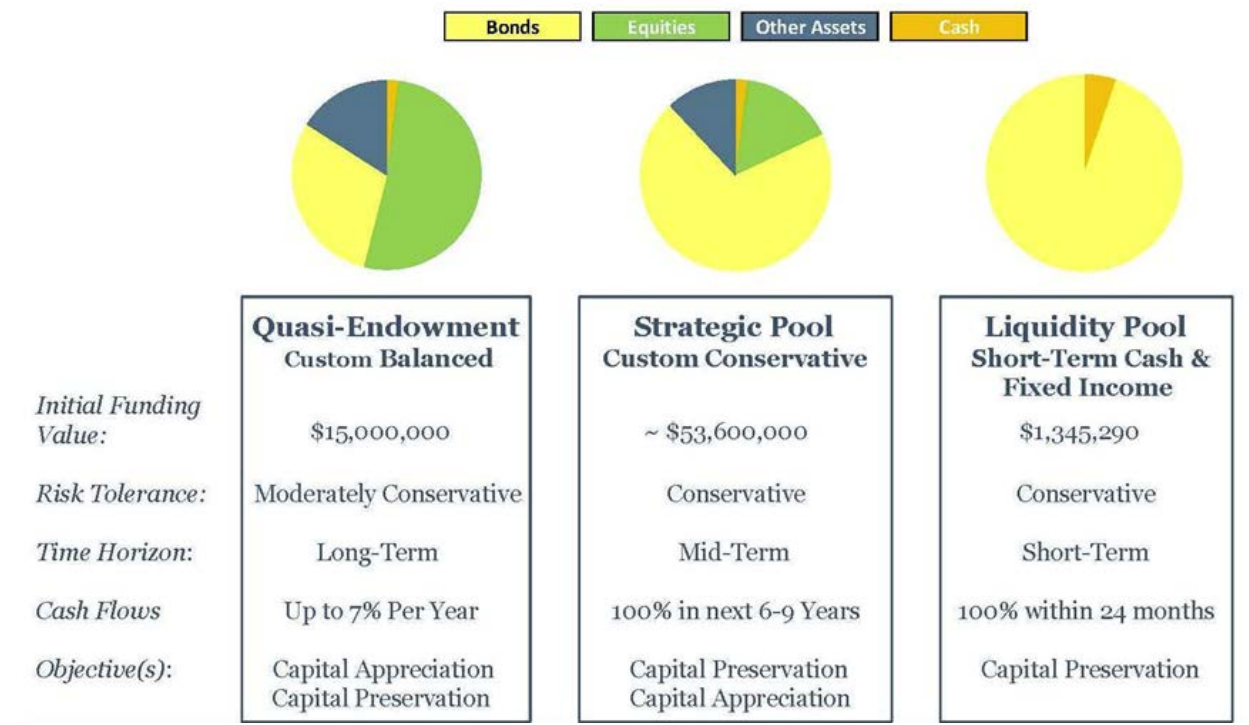 Bonds Equities Other Assets Cash
Quasi-Endowment
Custom Balanced
Strategic Pool
Custom Conservative
Liquidity Pool
Short-Term Cash &
Fixed Income
Initial Funding
Value:
$15,000,000
~ $53,600,000
$1,345,290
Risk Tolerance:
Moderately Conservative
Conservative
Conservative
Time Horizon:
Long-Term
Mid-Term
Short-Term
Cash Flows
Up to 7% Per Year
100% in next 6-9 Years
100% within 24 months
Objective(s):
Capital Appreciation
Capital Preservation
Capital Preservation
Capital Appreciation
Capital Preservation